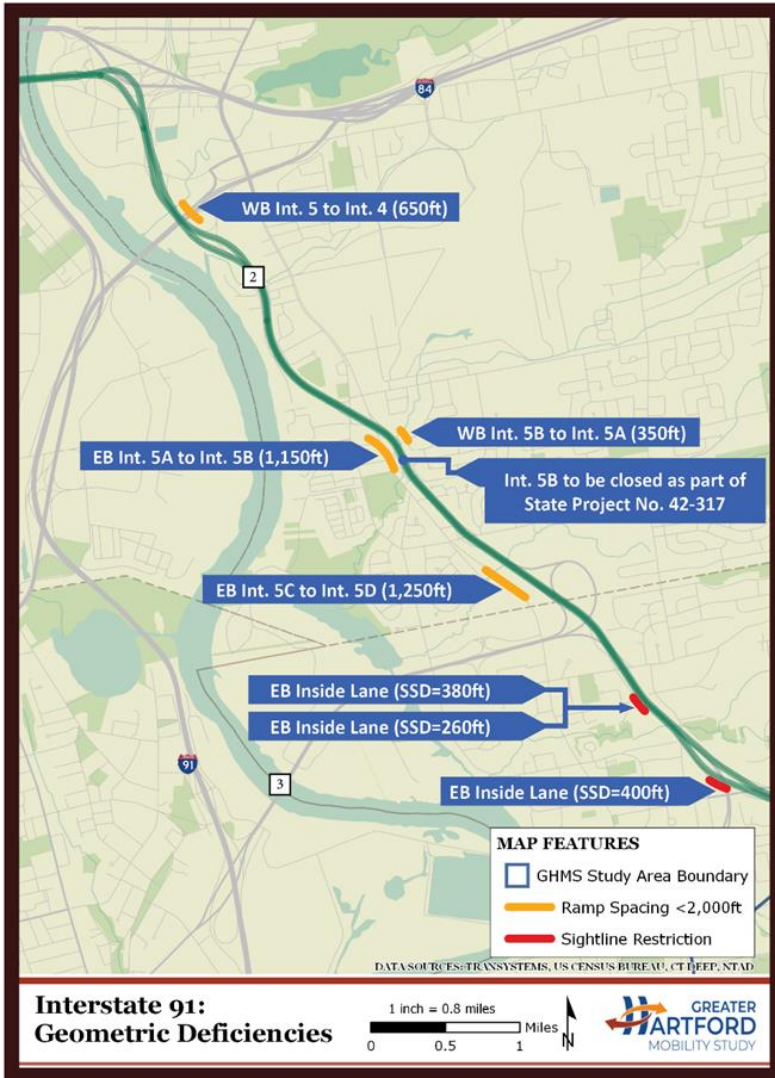 84
WB Int. 5 to Int. 4 (650ft)
2
WB Int. 5B to Int. 5A (350ft)
EB Int. 5A to Int. 5B (1,150ft)
Int. 5B to be closed as part of
State Project No. 42-317
EB Int. 5C to Int. 5D (1,250ft)
EB Inside Lane (SSD=380ft)
EB Inside Lane (SSD=260ft)
91
3
EB Inside Lane (SSD=400ft)
MAP FEATURES
GHMS Study Area Boundary
Ramp Spacing <2,000ft
Sightline Restriction
DATA SOURCES: TRANSYSTEMS, US CENSUS BUREAU, CT DEEP, NTAD
Interstate 91:
Geometric Deficiencies
1 inch = 0.8 miles
Miles
0 0.5 1
N
GREATER
HARTFORD
MOBILITY STUDY